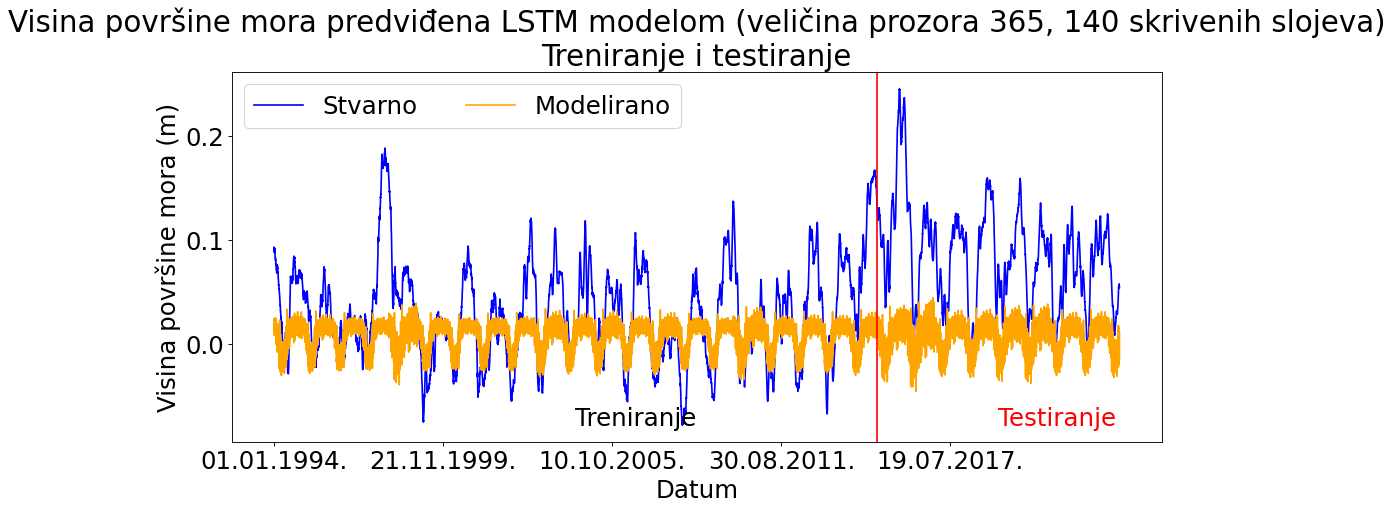 Visina površine mora predviđena LSTM modelom (veličina prozora 365, 140 skrivenih slojeva)
Treniranje i testiranje
Stvarno
Modelirano
Visina površine mora (m)
0.2
0.1
0.0
Treniranje
Testiranje
01.01.1994.
21.11.1999.
10.10.2005.
30.08.2011.
19.07.2017.
Datum